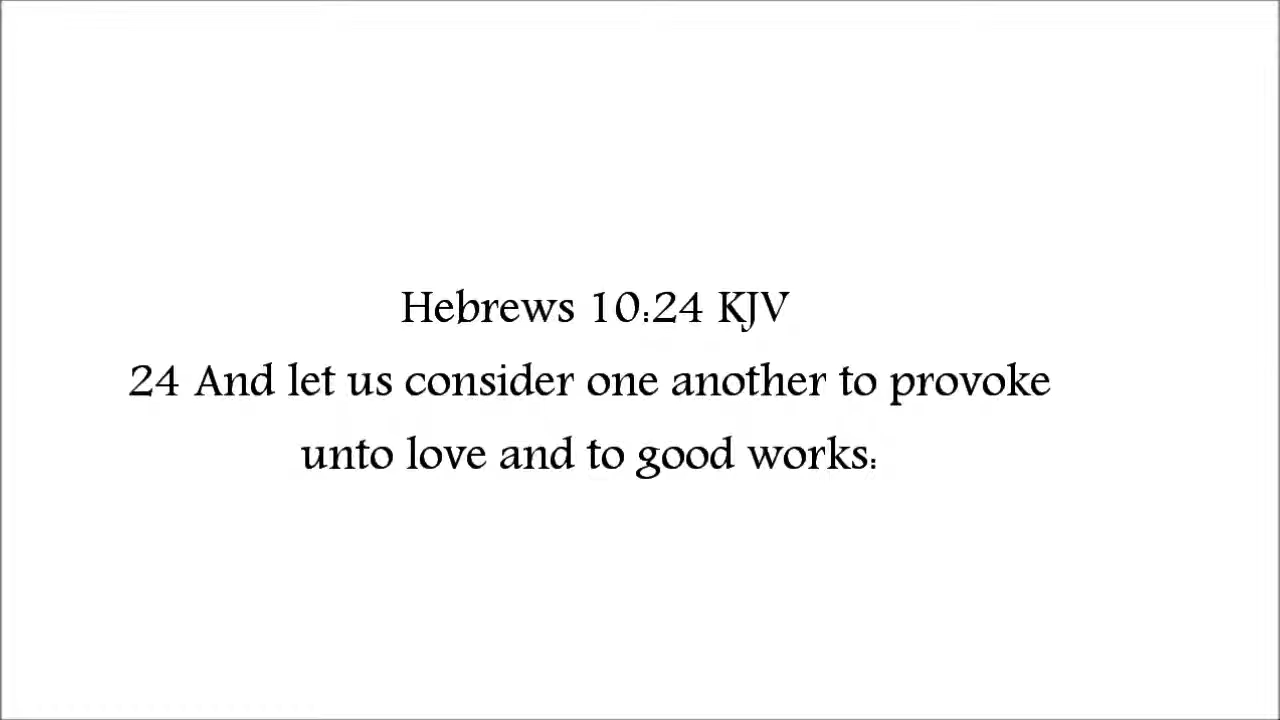 Hebrews 10:24 KJV
24 And let us consider one another to provoke
unto love and to good works: